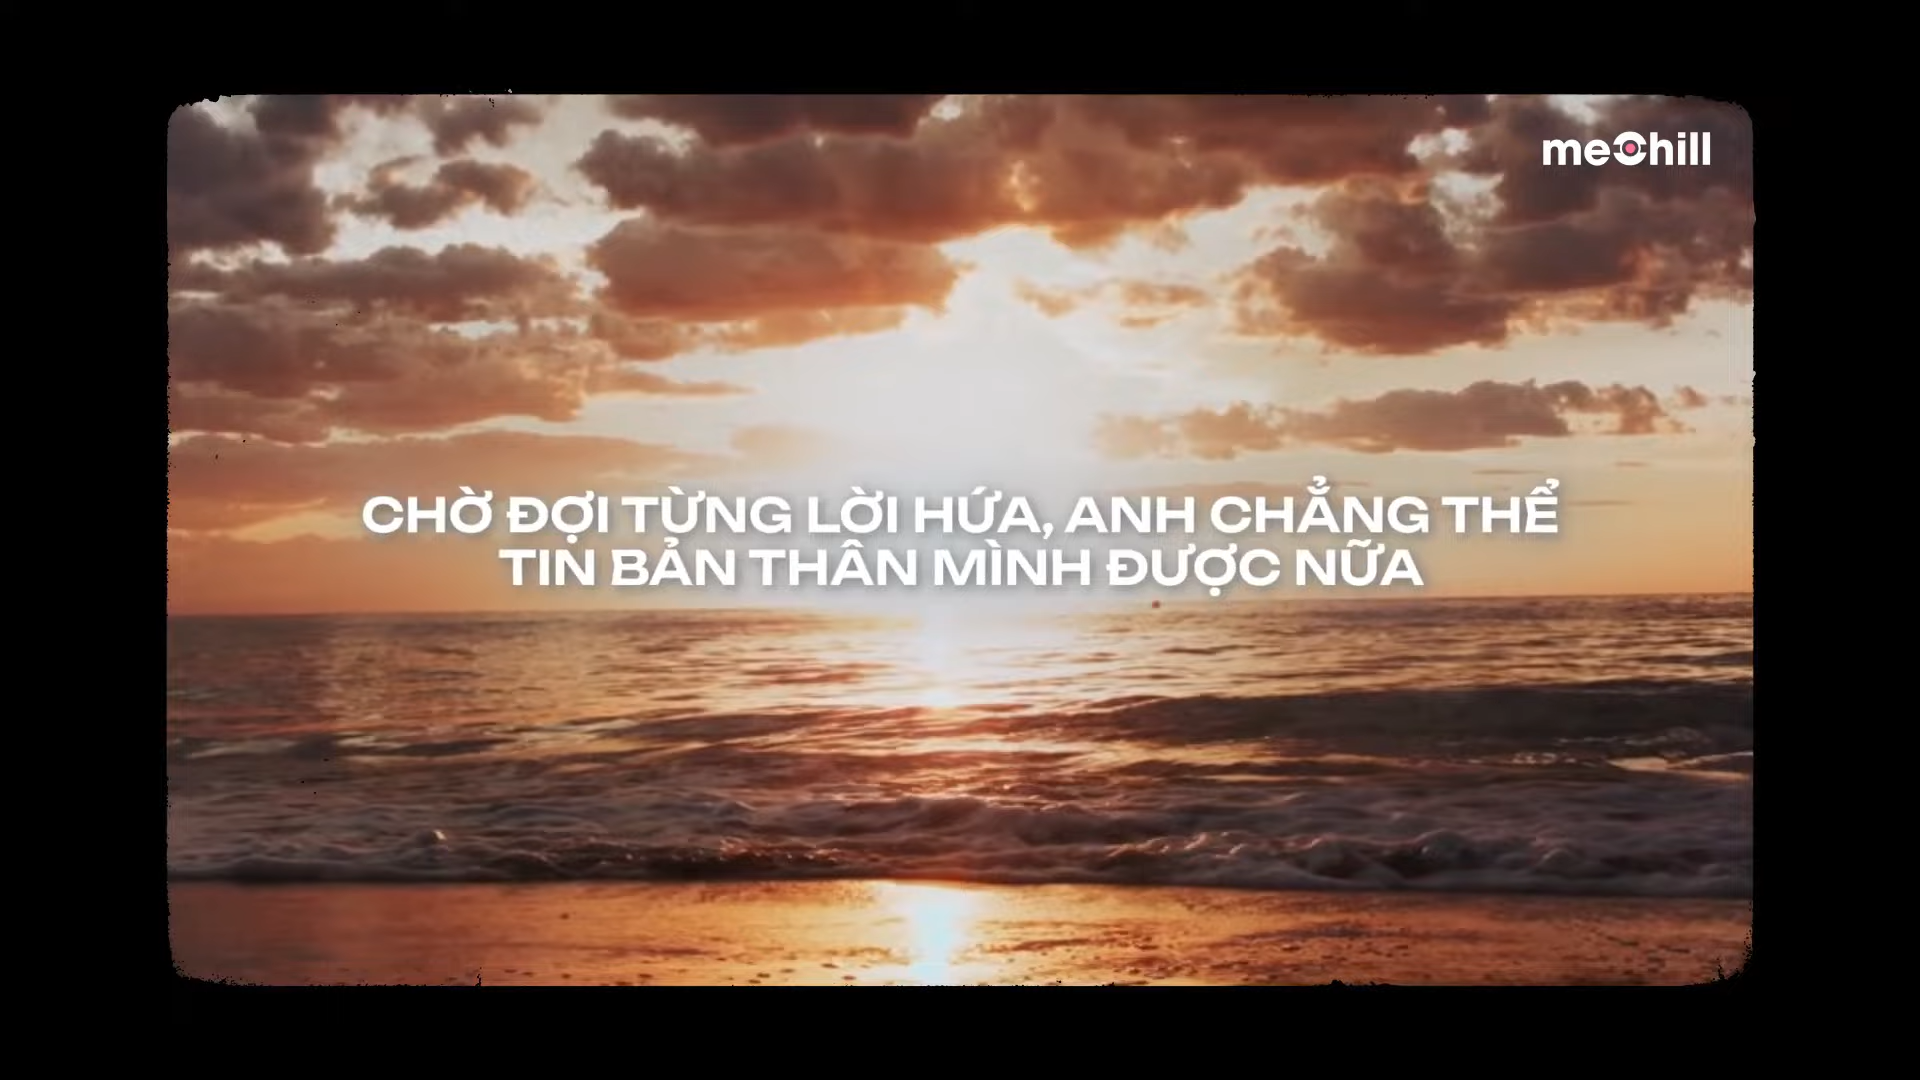 meChill
CHỜ ĐỢI TỪNG LỜI HỨA, ANH CHẲNG THỂ
TIN BẢN THÂN MÌNH ĐƯỢC NỮA